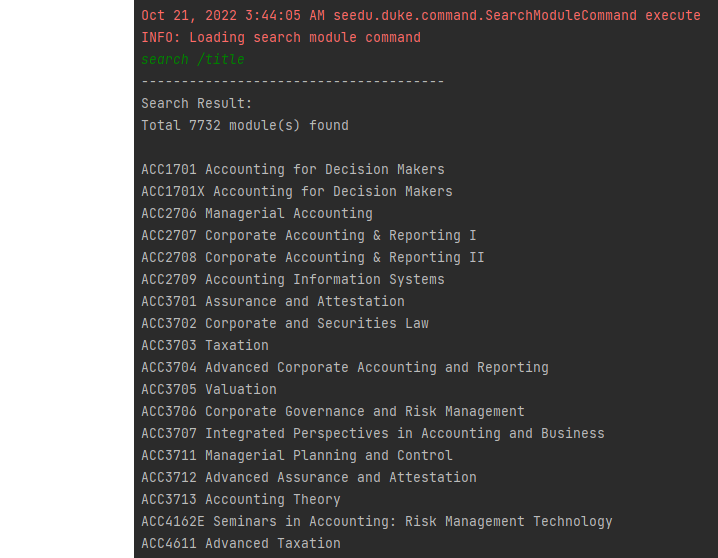 Oct 21, 2022 3:44:05 AM seedu.duke.command.SearchModuleCommand execute
INFO: Loading search module command
search /title
--------------------------------------
Search Result:
Total 7732 module(s) found
ACC1701 Accounting for Decision Makers
ACC1701X Accounting for Decision Makers
ACC2706 Managerial Accounting
ACC2707 Corporate Accounting & Reporting I
ACC2708 Corporate Accounting & Reporting II
ACC2709 Accounting Information Systems
ACC3701 Assurance and Attestation
ACC3702 Corporate and Securities Law
ACC3703 Taxation
ACC3704 Advanced Corporate Accounting and Reporting
ACC3705 Valuation
ACC3706 Corporate Governance and Risk Management
ACC3707 Integrated Perspectives in Accounting and Business
ACC3711 Managerial Planning and Control
ACC3712 Advanced Assurance and Attestation
ACC3713 Accounting Theory
ACC4162E Seminars in Accounting: Risk Management Technology
ACC4611 Advanced Taxation